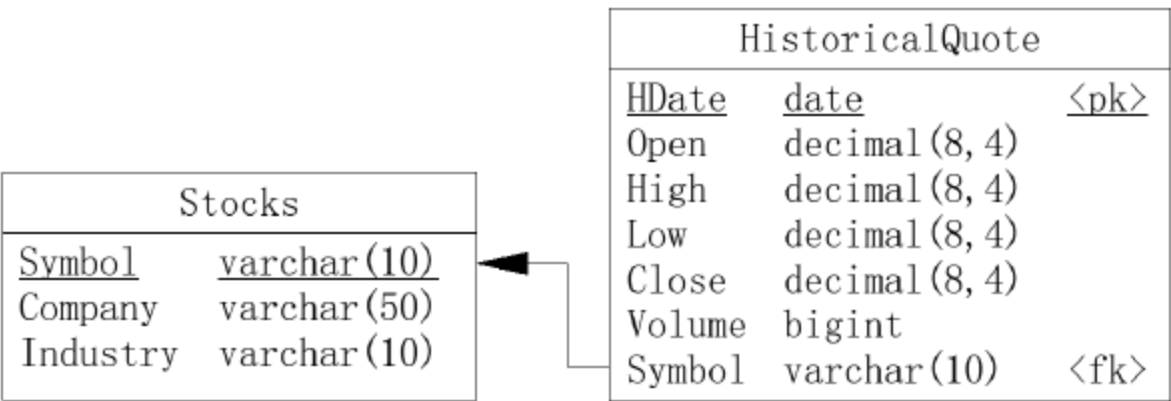 Stocks
Symbol varchar(10)
Company varchar(50)
Industry varchar(10)
HistoricalQuote
HDate date <pk>
Open decimal(8,4)
High decimal(8,4)
Low decimal(8,4)
Close decimal(8,4)
Volume bigint
Symbol varchar(10) <fk>